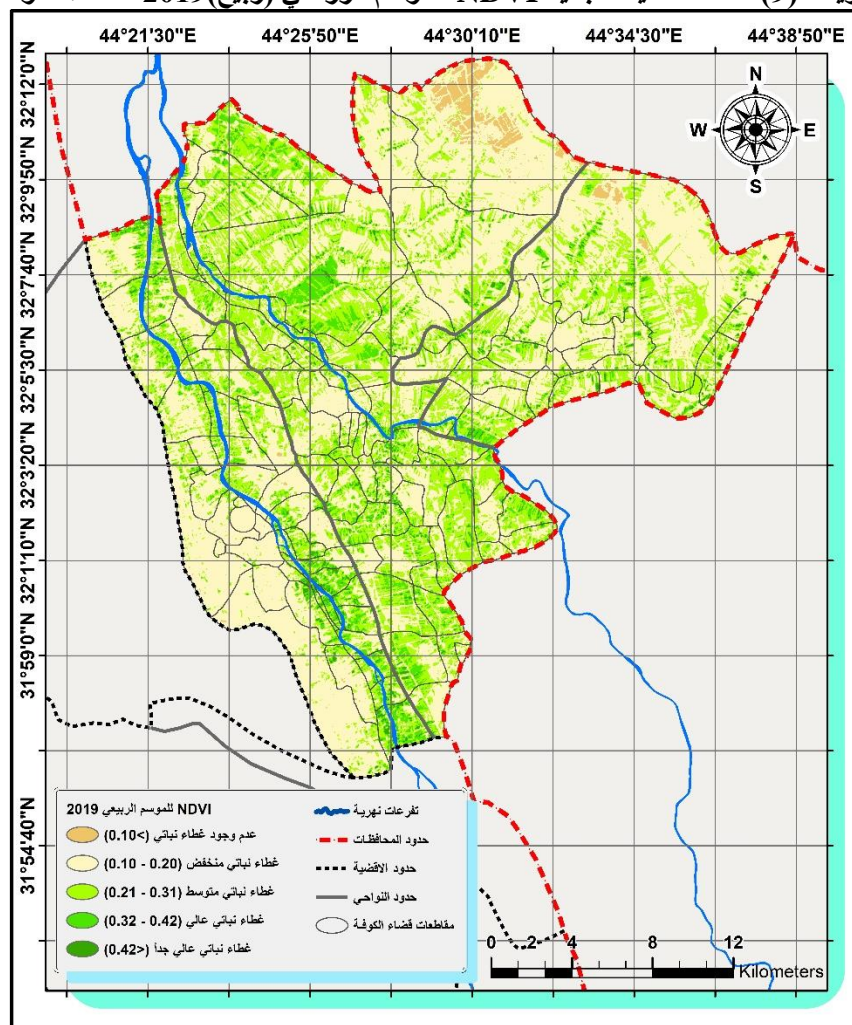 (9) NDVI (ربيع)2019
44°21'30"E 44°25'50"E 44°30'10"E 44°34'30"E 44°38'50"E
32°12'0"N
32°9'50"N
32°7'40"N
32°5'30"N
32°3'20"N
32°1'10"N
31°59'0"N
31°54'40"N
N
W E
S
NDVI للموسم الربيعي 2019
عدم وجود غطاء نباتي (>0.10)
غطاء نباتي منخفض (0.20 - 0.10)
غطاء نباتي متوسط (0.31 - 0.21)
غطاء نباتي عالي (0.42 - 0.32)
غطاء نباتي عالي جداً (<0.42)
تفرعات نهرية
حدود المحافظات
حدود الاقضية
حدود النواحي
مقاطعات قضاء الكوفة
0 2 4 8 12
Kilometers